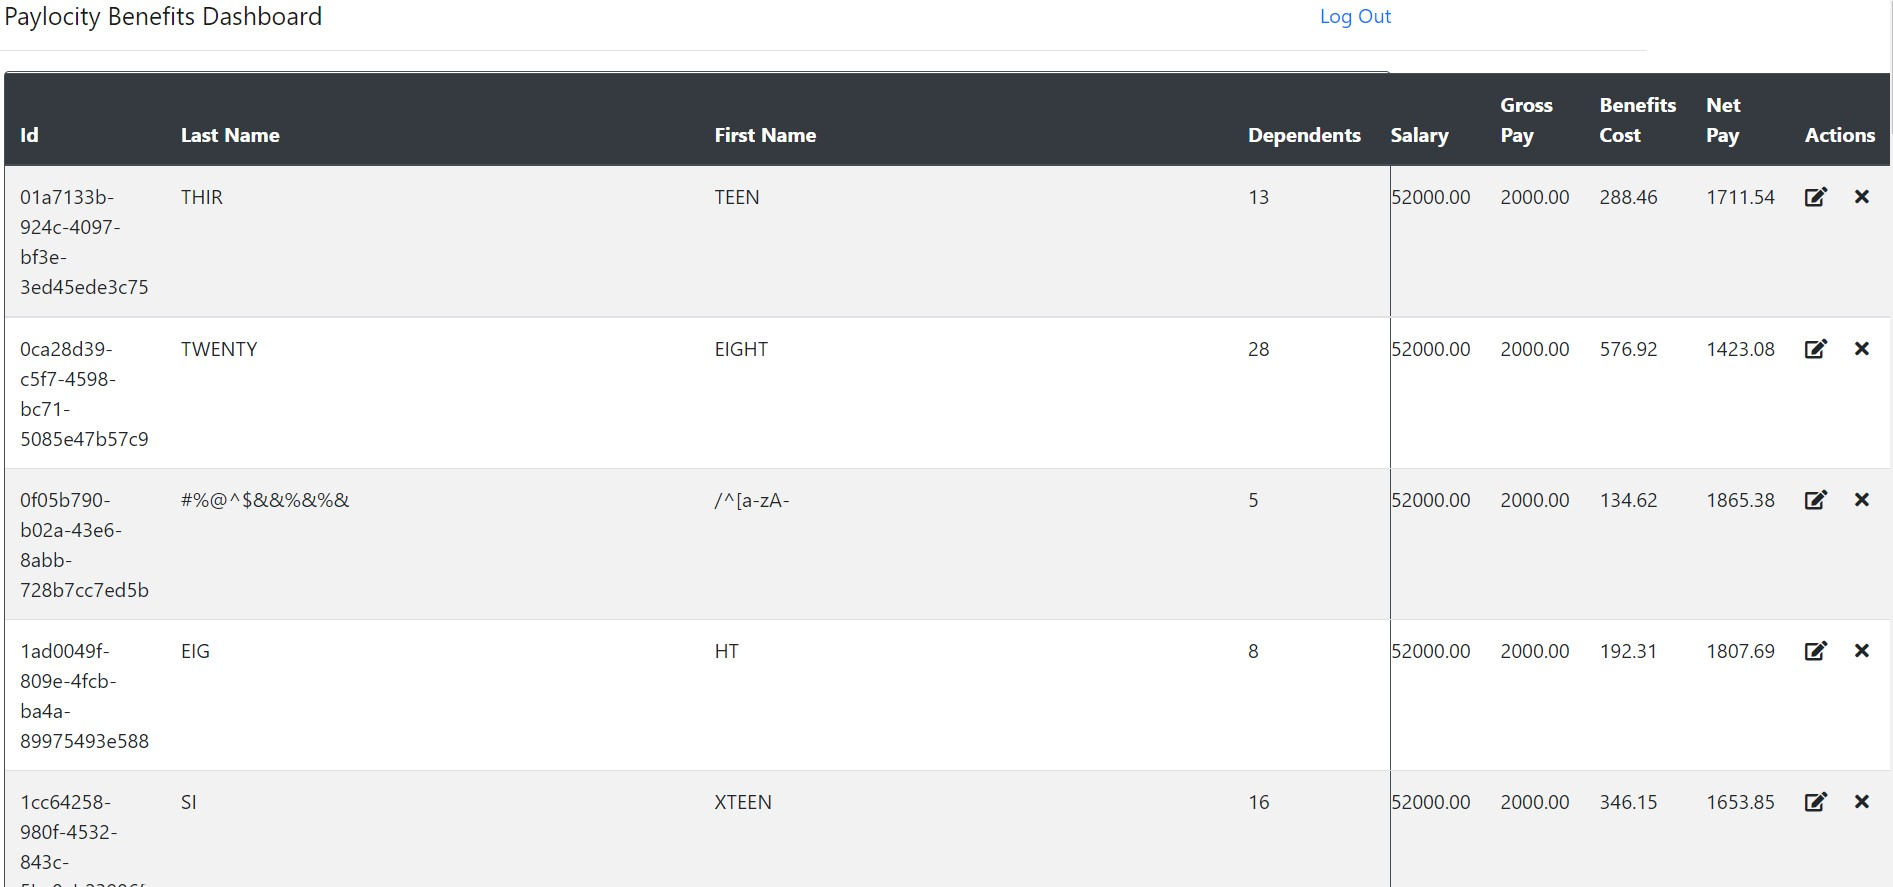 Paylocity Benefits Dashboard Log Out
Id Last Name First Name Dependents Salary Gross Pay Benefits Cost Net Pay Actions
01a7133b- THIR TEEN 13 52000.00 2000.00 288.46 1711.54
924c-4097-
bf3e-
3ed45ede3c75
0ca28d39- TWENTY EIGHT 28 52000.00 2000.00 576.92 1423.08
c5f7-4598-
bc71-
5085e47b57c9
0f05b790- #%@^$&&%&%& /^[a-zA- 5 52000.00 2000.00 134.62 1865.38
b02a-43e6-
8abb-
728b7cc7ed5b
1ad0049f- EIG HT 8 52000.00 2000.00 192.31 1807.69
809e-4fcb-
ba4a-
89975493e588
1cc64258- SI XTEEN 16 52000.00 2000.00 346.15 1653.85
980f-4532-
843c-